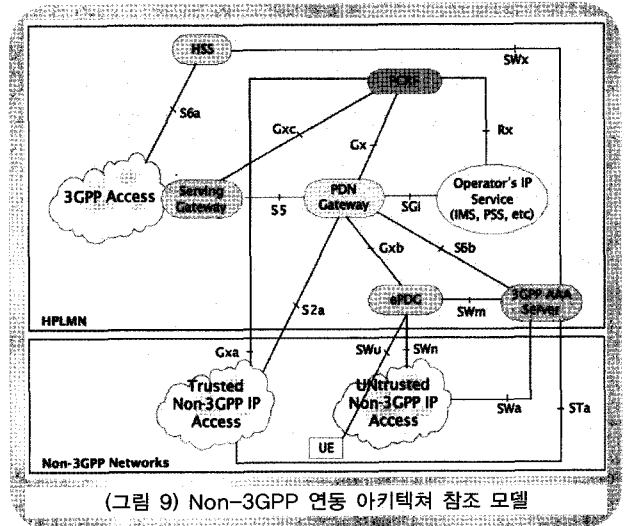 HSS
SWx
PCRF
S6a
Gxc
Gx
Rx
3GPP Access
Serving
Gateway
S5
PDN
Gateway
SGi
Operator's IP
Service
(IMS, PSS, etc)
Gxb
S6b
ePDG
SWm
3GPP AAA
Server
S2a
HPLMN
Gxa
SWu
SWn
Trusted
Non-3GPP IP
Access
UNtrusted
Non-3GPP IP
Access
SWa
STa
UE
Non-3GPP Networks
(그림 9) Non-3GPP 연동 아키텍쳐 참조 모델